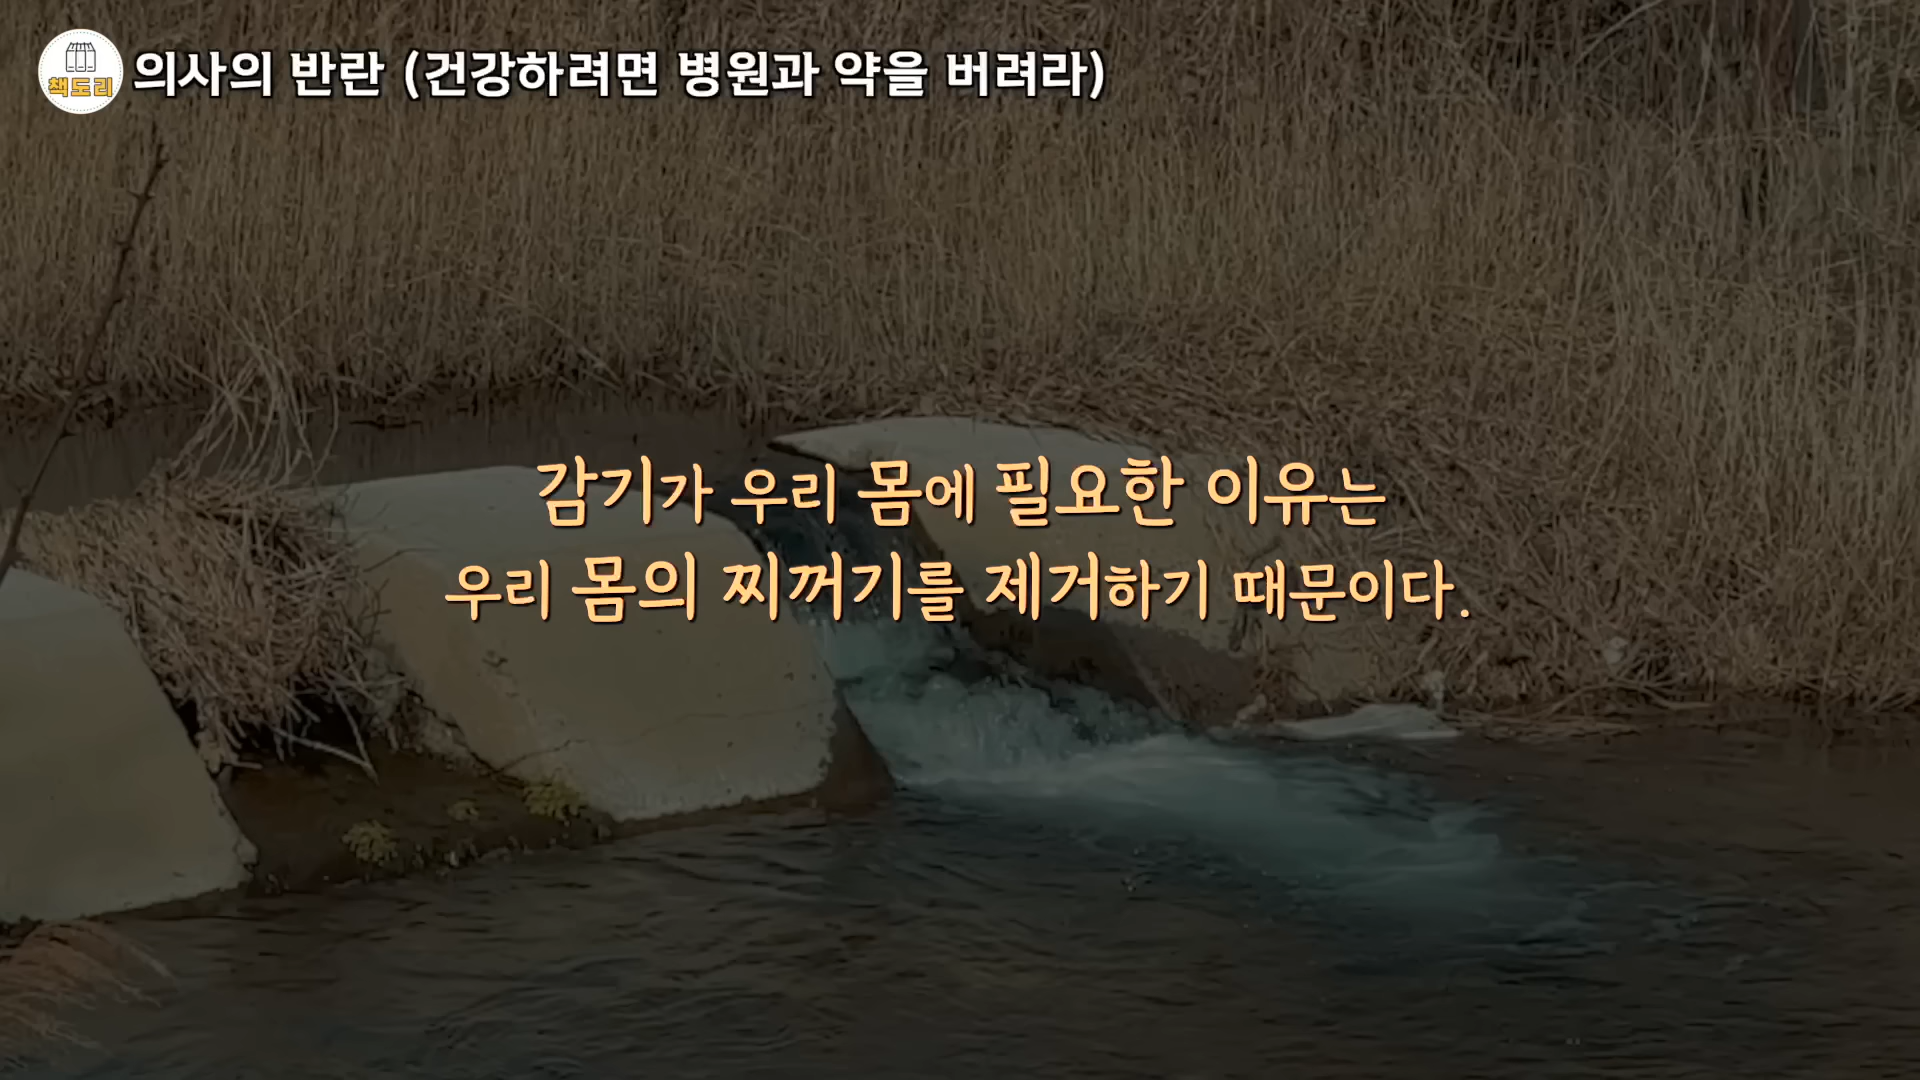 책도리
의사의 반란 (건강하려면 병원과 약을 버려라)
감기가 우리 몸에 필요한 이유는
우리 몸의 찌꺼기를 제거하기 때문이다.